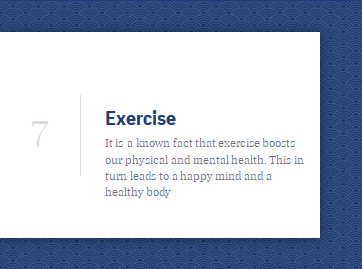 7
Exercise
It is a known fact that exercise boosts
our physical and mental health. This in
turn leads to a happy mind and a
healthy body